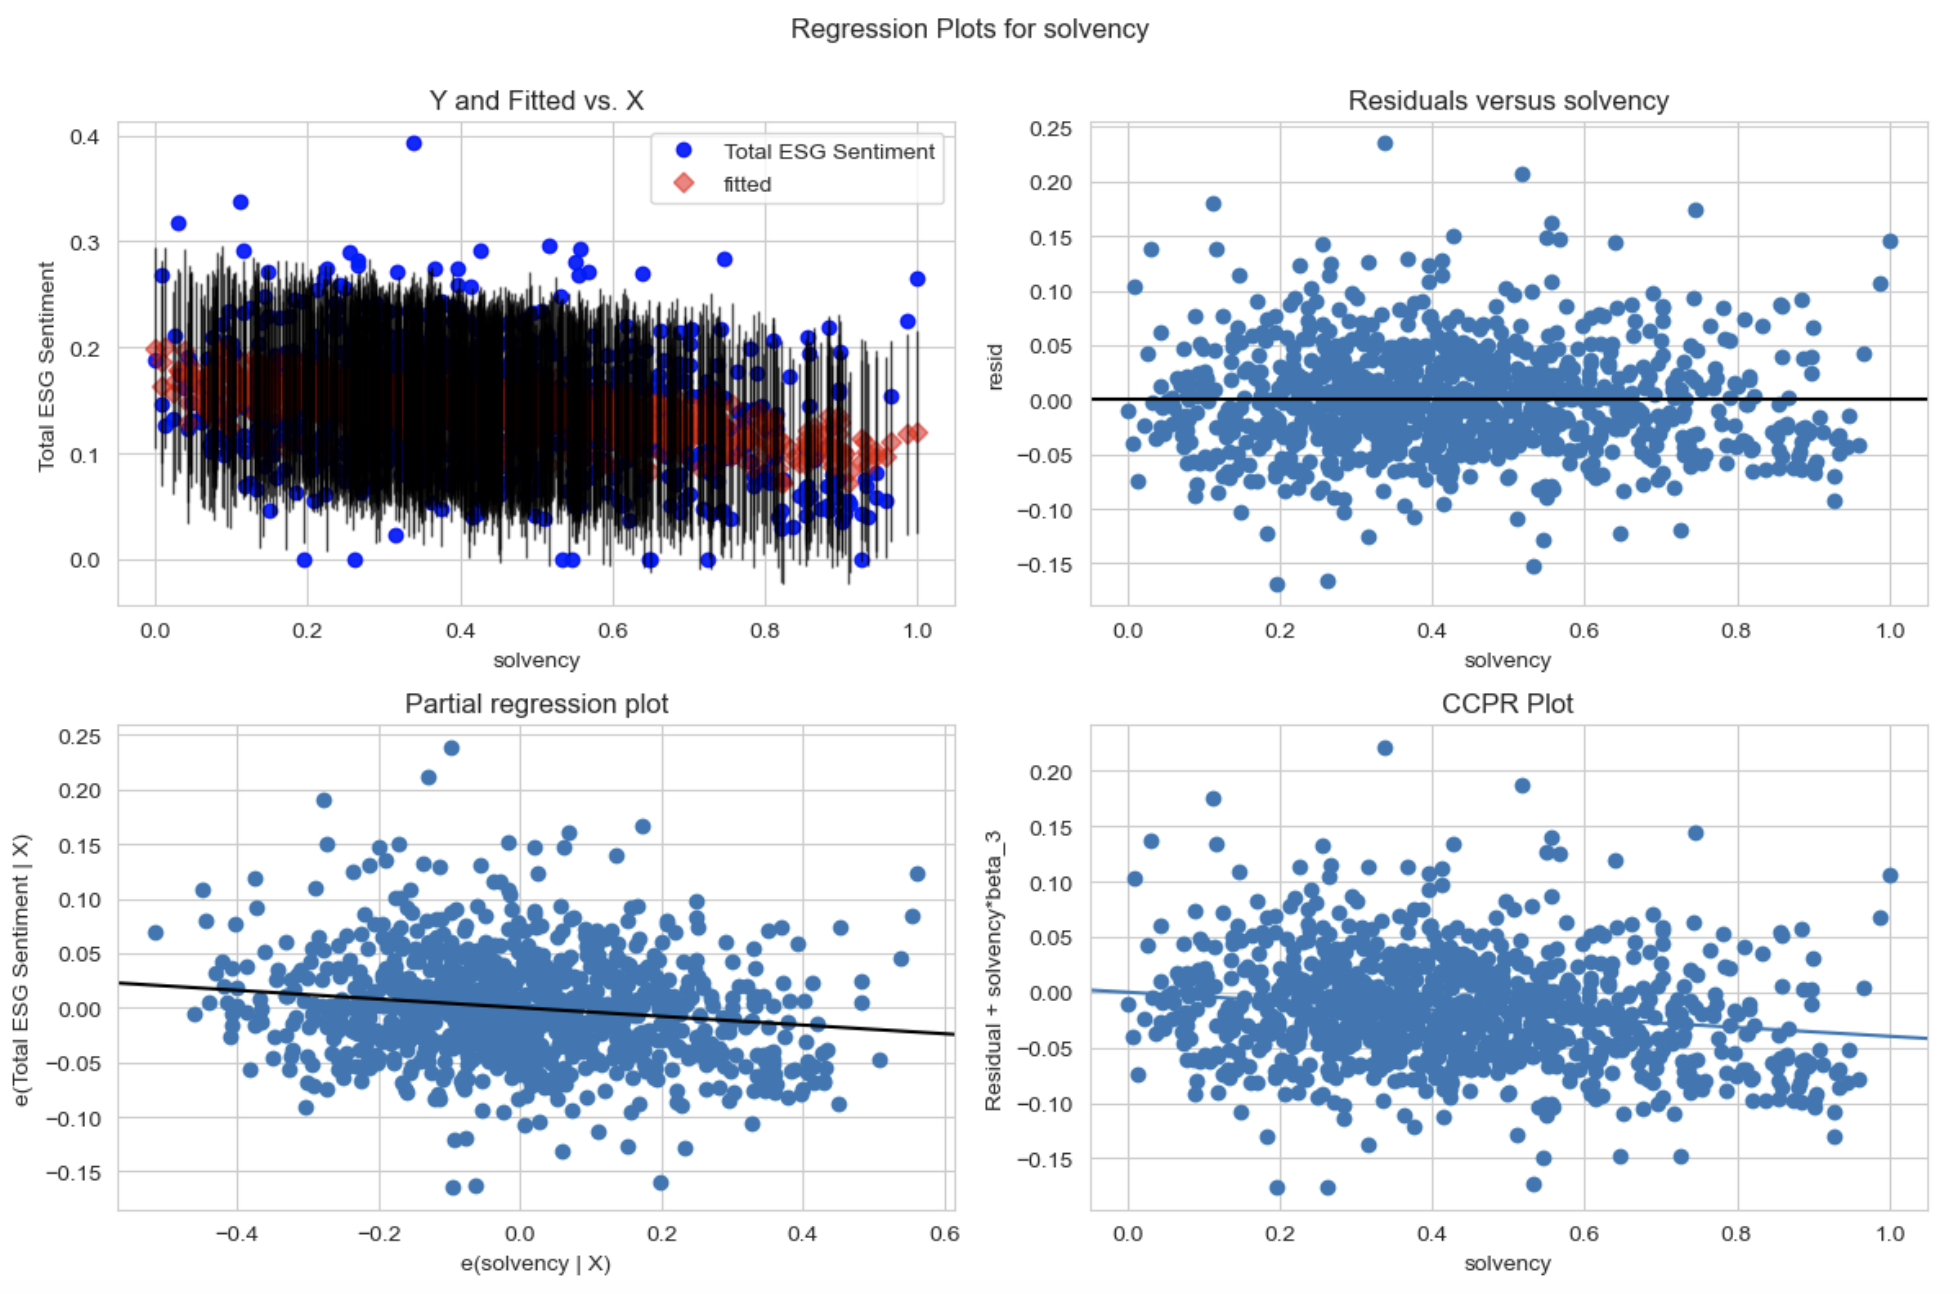 Regression Plots for solvency
Y and Fitted vs. X
Total ESG Sentiment
fitted
0.4
0.3
0.2
0.1
0.0
Total ESG Sentiment
0.0 0.2 0.4 0.6 0.8 1.0
solvency
Residuals versus solvency
0.25
0.20
0.15
0.10
0.05
0.00
−0.05
−0.10
−0.15
resid
0.0 0.2 0.4 0.6 0.8 1.0
solvency
Partial regression plot
0.25
0.20
0.15
0.10
0.05
0.00
−0.05
−0.10
−0.15
e(Total ESG Sentiment | X)
−0.4 −0.2 0.0 0.2 0.4 0.6
e(solvency | X)
CCPR Plot
0.20
0.15
0.10
0.05
0.00
−0.05
−0.10
−0.15
Residual + solvency*beta_3
0.0 0.2 0.4 0.6 0.8 1.0
solvency